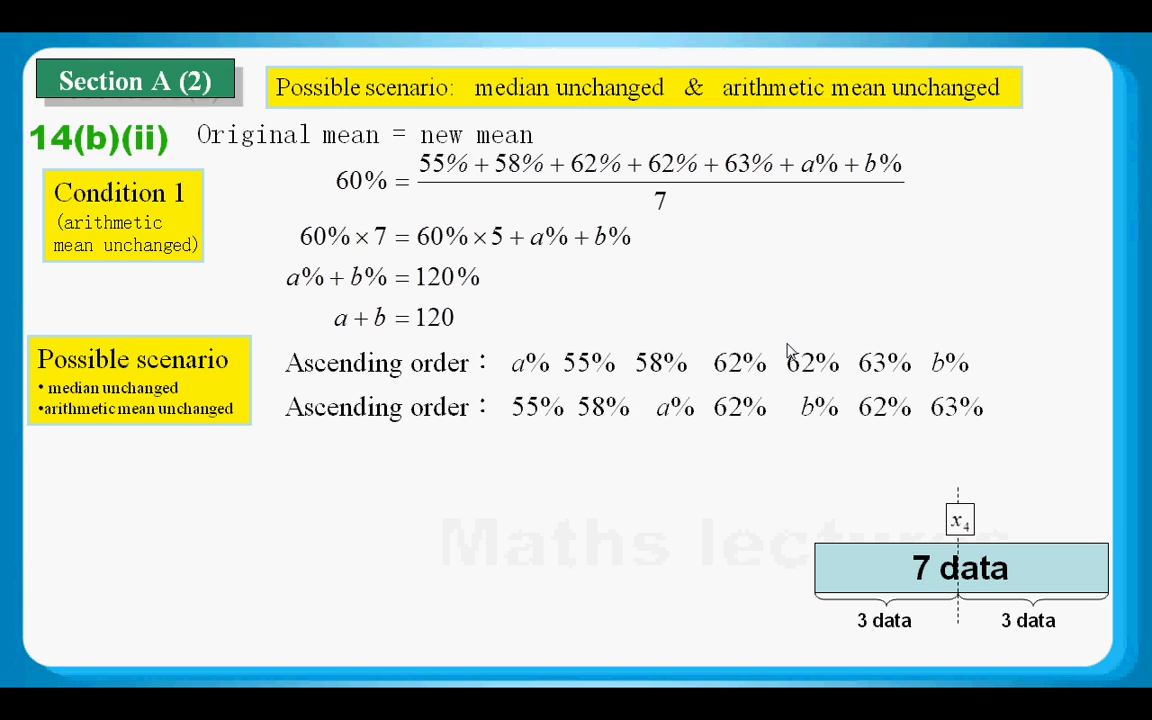 Section A (2)
Possible scenario: median unchanged & arithmetic mean unchanged
14(b)(ii)
Original mean = new mean
Condition 1
(arithmetic
mean unchanged)
60% = (55% + 58% + 62% + 62% + 63% + a% + b%) / 7
60% × 7 = 60% × 5 + a% + b%
a% + b% = 120%
a + b = 120
Possible scenario
• median unchanged
•arithmetic mean unchanged
Ascending order : a% 55% 58% 62% 62% 63% b%
Ascending order : 55% 58% a% 62% b% 62% 63%
Maths lectures
x4
7 data
3 data 3 data